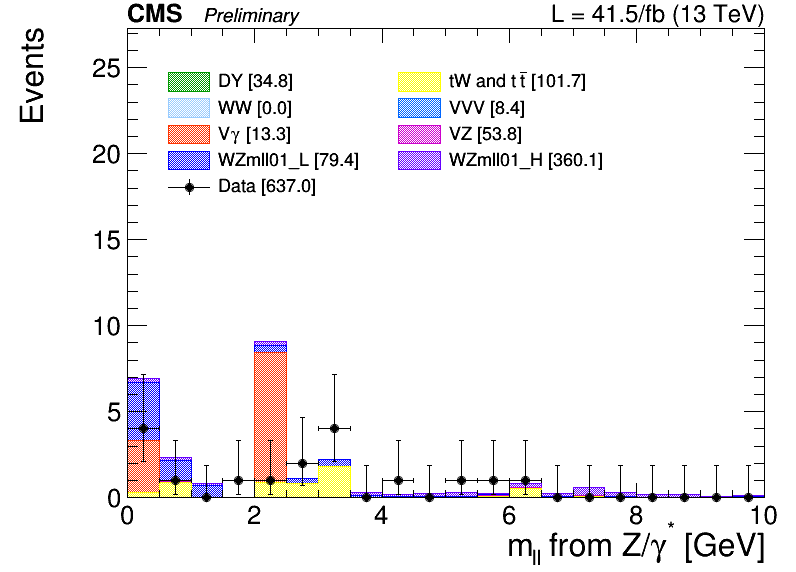 CMS Preliminary L = 41.5/fb (13 TeV)
Events
25
20
15
10
5
0
DY [34.8]
tW and tt̅ [101.7]
WW [0.0]
VVV [8.4]
Vγ [13.3]
VZ [53.8]
WZmll01_L [79.4]
WZmll01_H [360.1]
Data [637.0]
0 2 4 6 8 10
m_ll from Z/γ* [GeV]